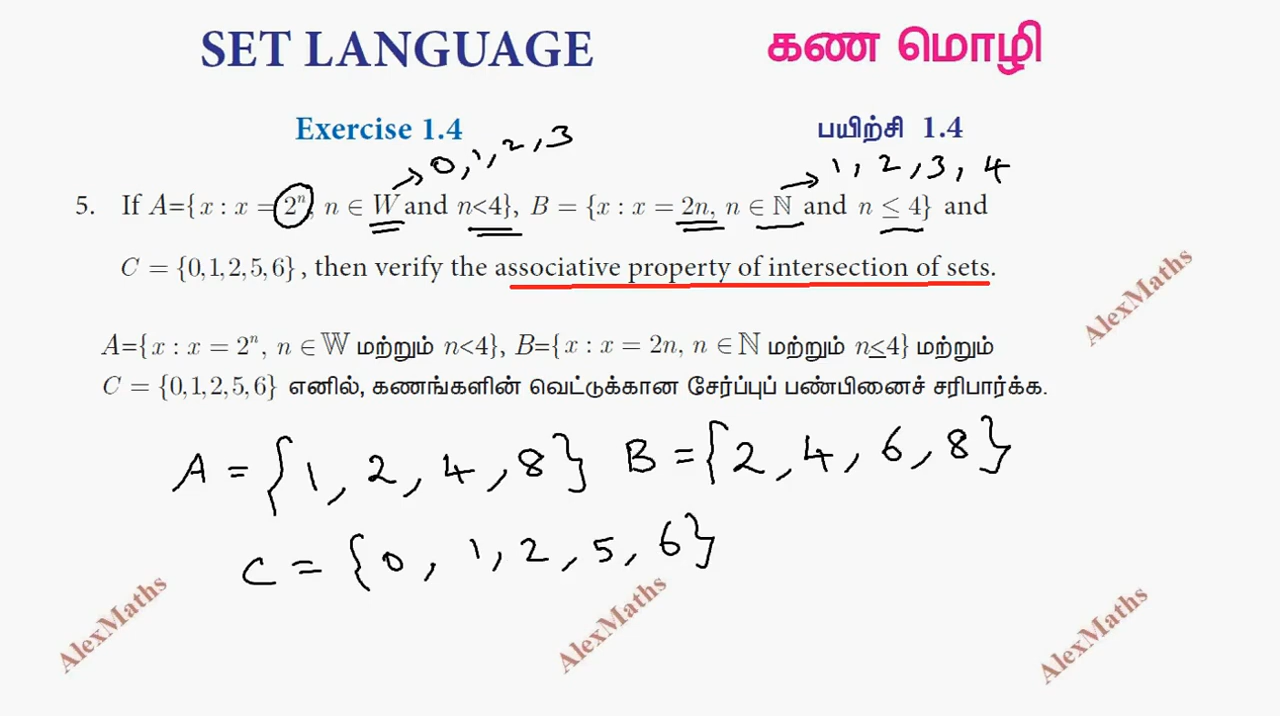 SET LANGUAGE கண மொழி
Exercise 1.4 பயிற்சி 1.4
→ 0, 1, 2, 3 → 1, 2, 3, 4
5. If A={x : x = 2ⁿ, n ∈ W and n<4}, B = {x : x = 2n, n ∈ ℕ and n ≤ 4} and
C = {0,1,2,5,6}, then verify the associative property of intersection of sets.
AlexMaths
A={x : x = 2ⁿ, n ∈ 𝕎 மற்றும் n<4}, B={x : x = 2n, n ∈ ℕ மற்றும் n≤4} மற்றும்
C = {0,1,2,5,6} எனில், கணங்களின் வெட்டுக்கான சேர்ப்புப் பண்பினைச் சரிபார்க்க.
A = {1, 2, 4, 8} B = {2, 4, 6, 8}
C = {0, 1, 2, 5, 6}
AlexMaths AlexMaths AlexMaths